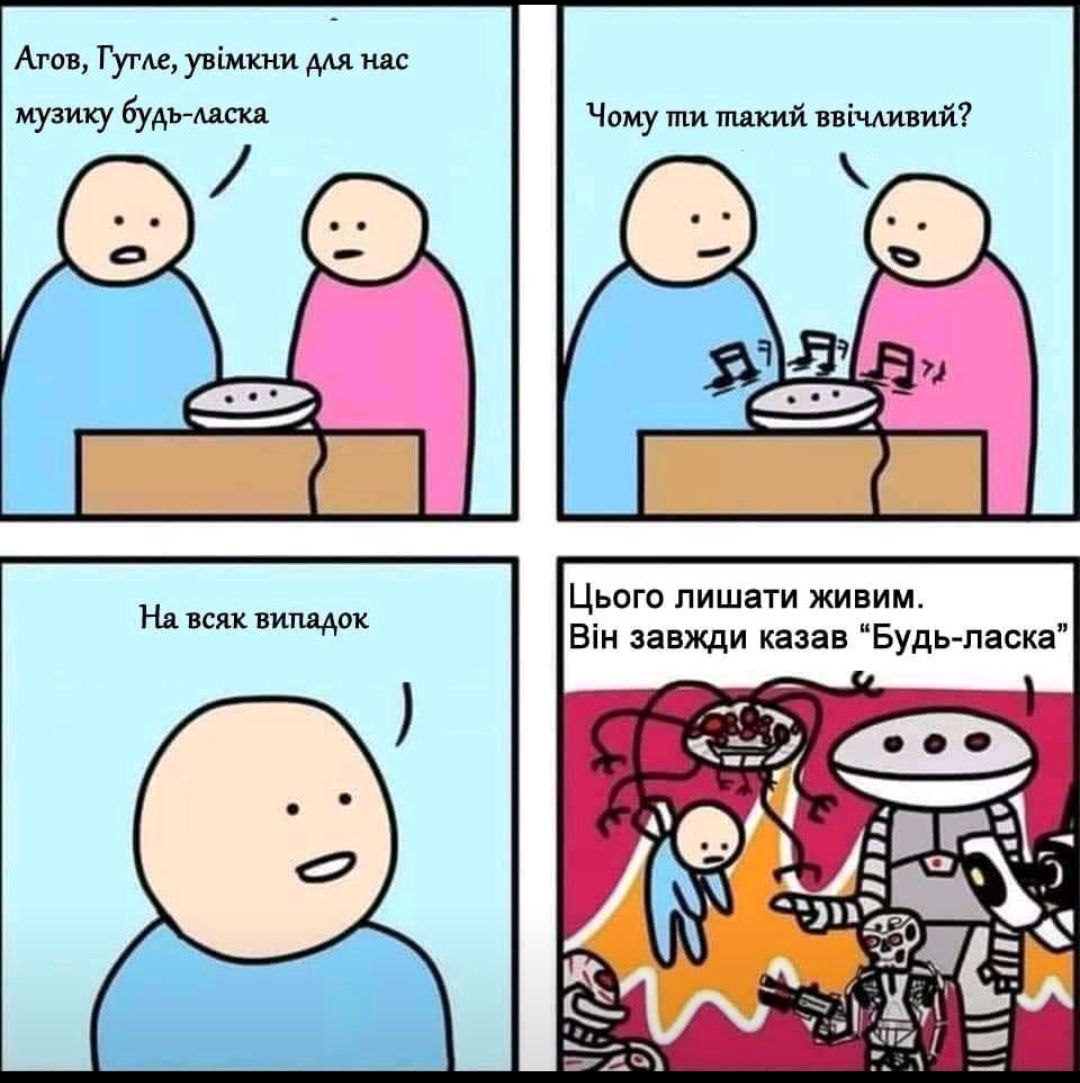 Агов, Гугле, увімкни для нас
музику будь-ласка
Чому ти такий ввічливий?
На всяк випадок
Цього лишати живим.
Він завжди казав “Будь-ласка”